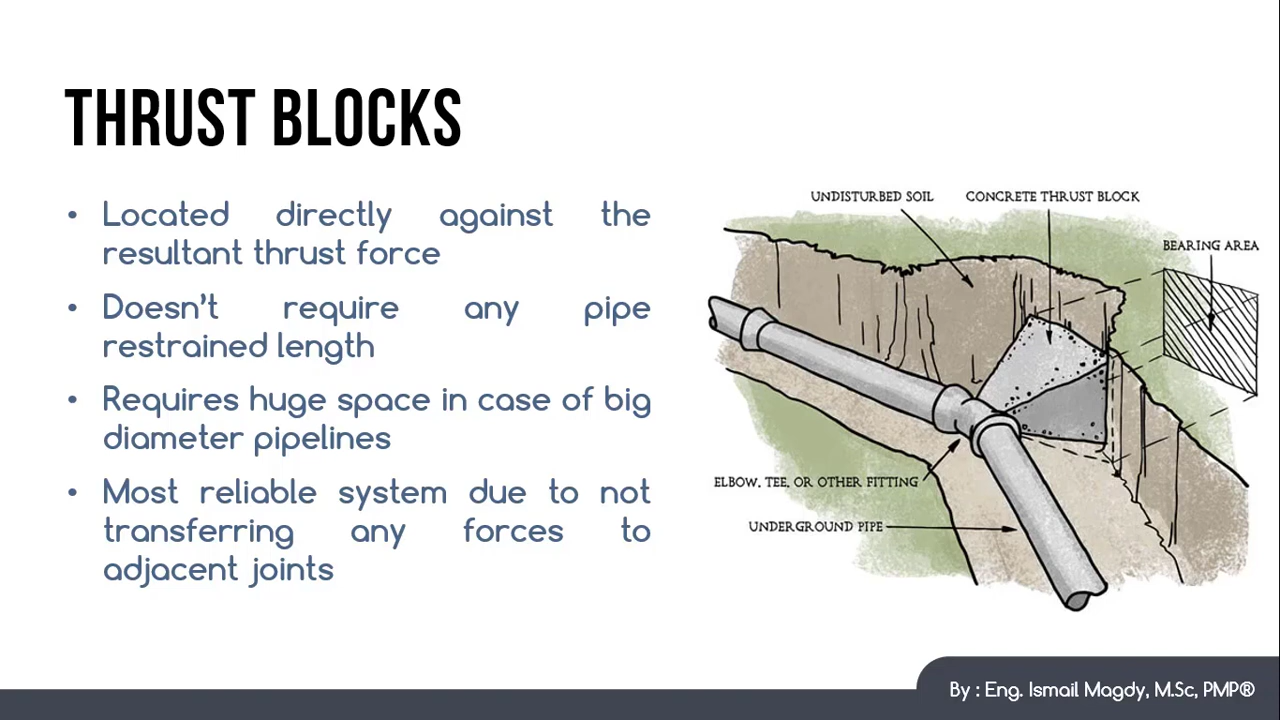 THRUST BLOCKS
• Located directly against the
resultant thrust force
• Doesn't require any pipe
restrained length
• Requires huge space in case of big
diameter pipelines
• Most reliable system due to not
transferring any forces to
adjacent joints
UNDISTURBED SOIL
CONCRETE THRUST BLOCK
BEARING AREA
ELBOW, TEE, OR OTHER FITTING
UNDERGROUND PIPE
By : Eng. Ismail Magdy, M.Sc, PMP®